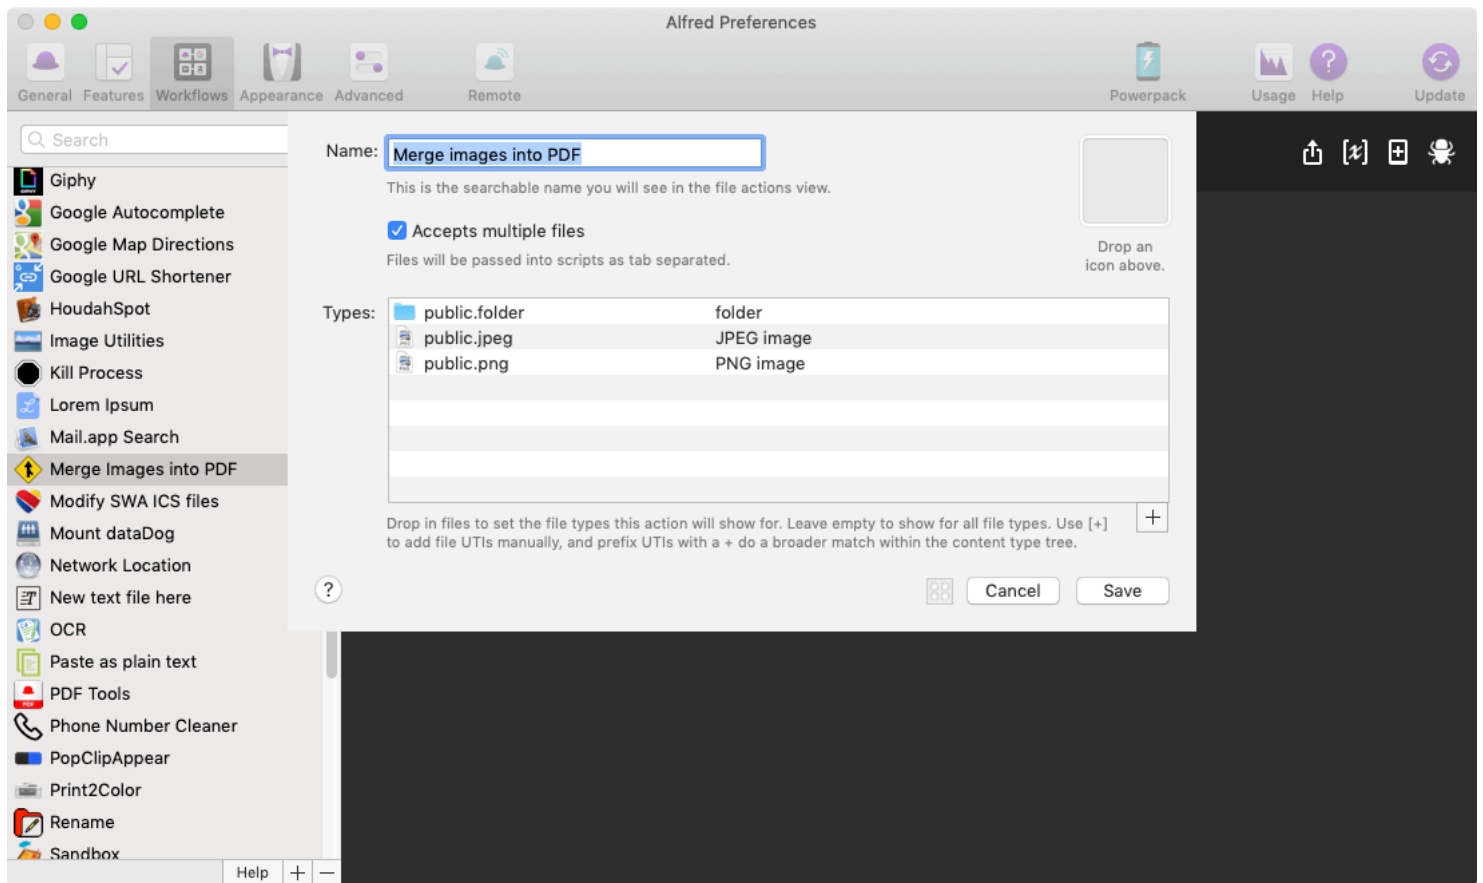 Alfred Preferences
General Features Workflows Appearance Advanced Remote Powerpack Usage Help Update
Search
Giphy
Google Autocomplete
Google Map Directions
Google URL Shortener
HoudahSpot
Image Utilities
Kill Process
Lorem Ipsum
Mail.app Search
Merge Images into PDF
Modify SWA ICS files
Mount dataDog
Network Location
New text file here
OCR
Paste as plain text
PDF Tools
Phone Number Cleaner
PopClipAppear
Print2Color
Rename
Sandbox
Help + −
Name: Merge images into PDF
This is the searchable name you will see in the file actions view.
Accepts multiple files
Files will be passed into scripts as tab separated.
Drop an
icon above.
Types:
public.folder folder
public.jpeg JPEG image
public.png PNG image
Drop in files to set the file types this action will show for. Leave empty to show for all file types. Use [+]
to add file UTIs manually, and prefix UTIs with a + do a broader match within the content type tree.
+
? Cancel Save
[x]